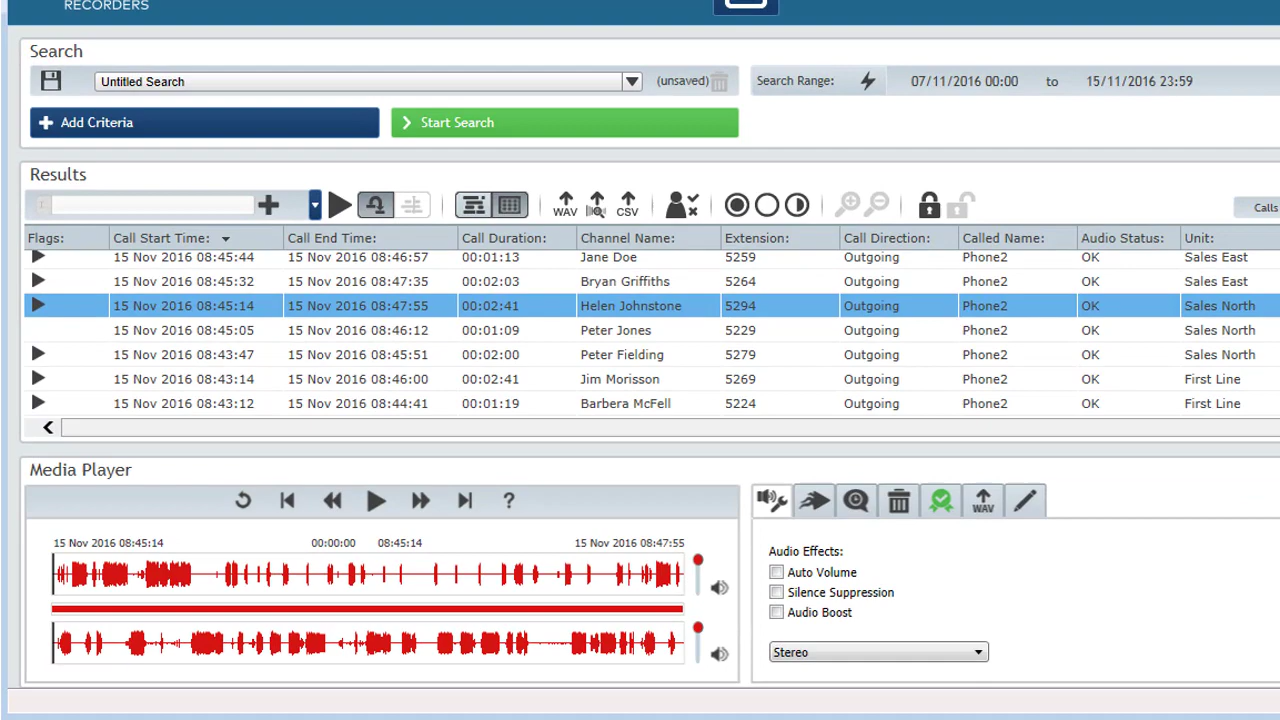 RECORDERS
Search
Untitled Search (unsaved) Search Range: 07/11/2016 00:00 to 15/11/2016 23:59
Add Criteria Start Search
Results
WAV CSV Calls
Flags: Call Start Time: Call End Time: Call Duration: Channel Name: Extension: Call Direction: Called Name: Audio Status: Unit:
15 Nov 2016 08:45:44 15 Nov 2016 08:46:57 00:01:13 Jane Doe 5259 Outgoing Phone2 OK Sales East
15 Nov 2016 08:45:32 15 Nov 2016 08:47:35 00:02:03 Bryan Griffiths 5264 Outgoing Phone2 OK Sales East
15 Nov 2016 08:45:14 15 Nov 2016 08:47:55 00:02:41 Helen Johnstone 5294 Outgoing Phone2 OK Sales North
15 Nov 2016 08:45:05 15 Nov 2016 08:46:12 00:01:09 Peter Jones 5229 Outgoing Phone2 OK Sales North
15 Nov 2016 08:43:47 15 Nov 2016 08:45:51 00:02:00 Peter Fielding 5279 Outgoing Phone2 OK Sales North
15 Nov 2016 08:43:14 15 Nov 2016 08:46:00 00:02:41 Jim Morisson 5269 Outgoing Phone2 OK First Line
15 Nov 2016 08:43:12 15 Nov 2016 08:44:41 00:01:19 Barbera McFell 5224 Outgoing Phone2 OK First Line
Media Player
?
WAV
15 Nov 2016 08:45:14 00:00:00 08:45:14 15 Nov 2016 08:47:55
Audio Effects:
Auto Volume
Silence Suppression
Audio Boost
Stereo